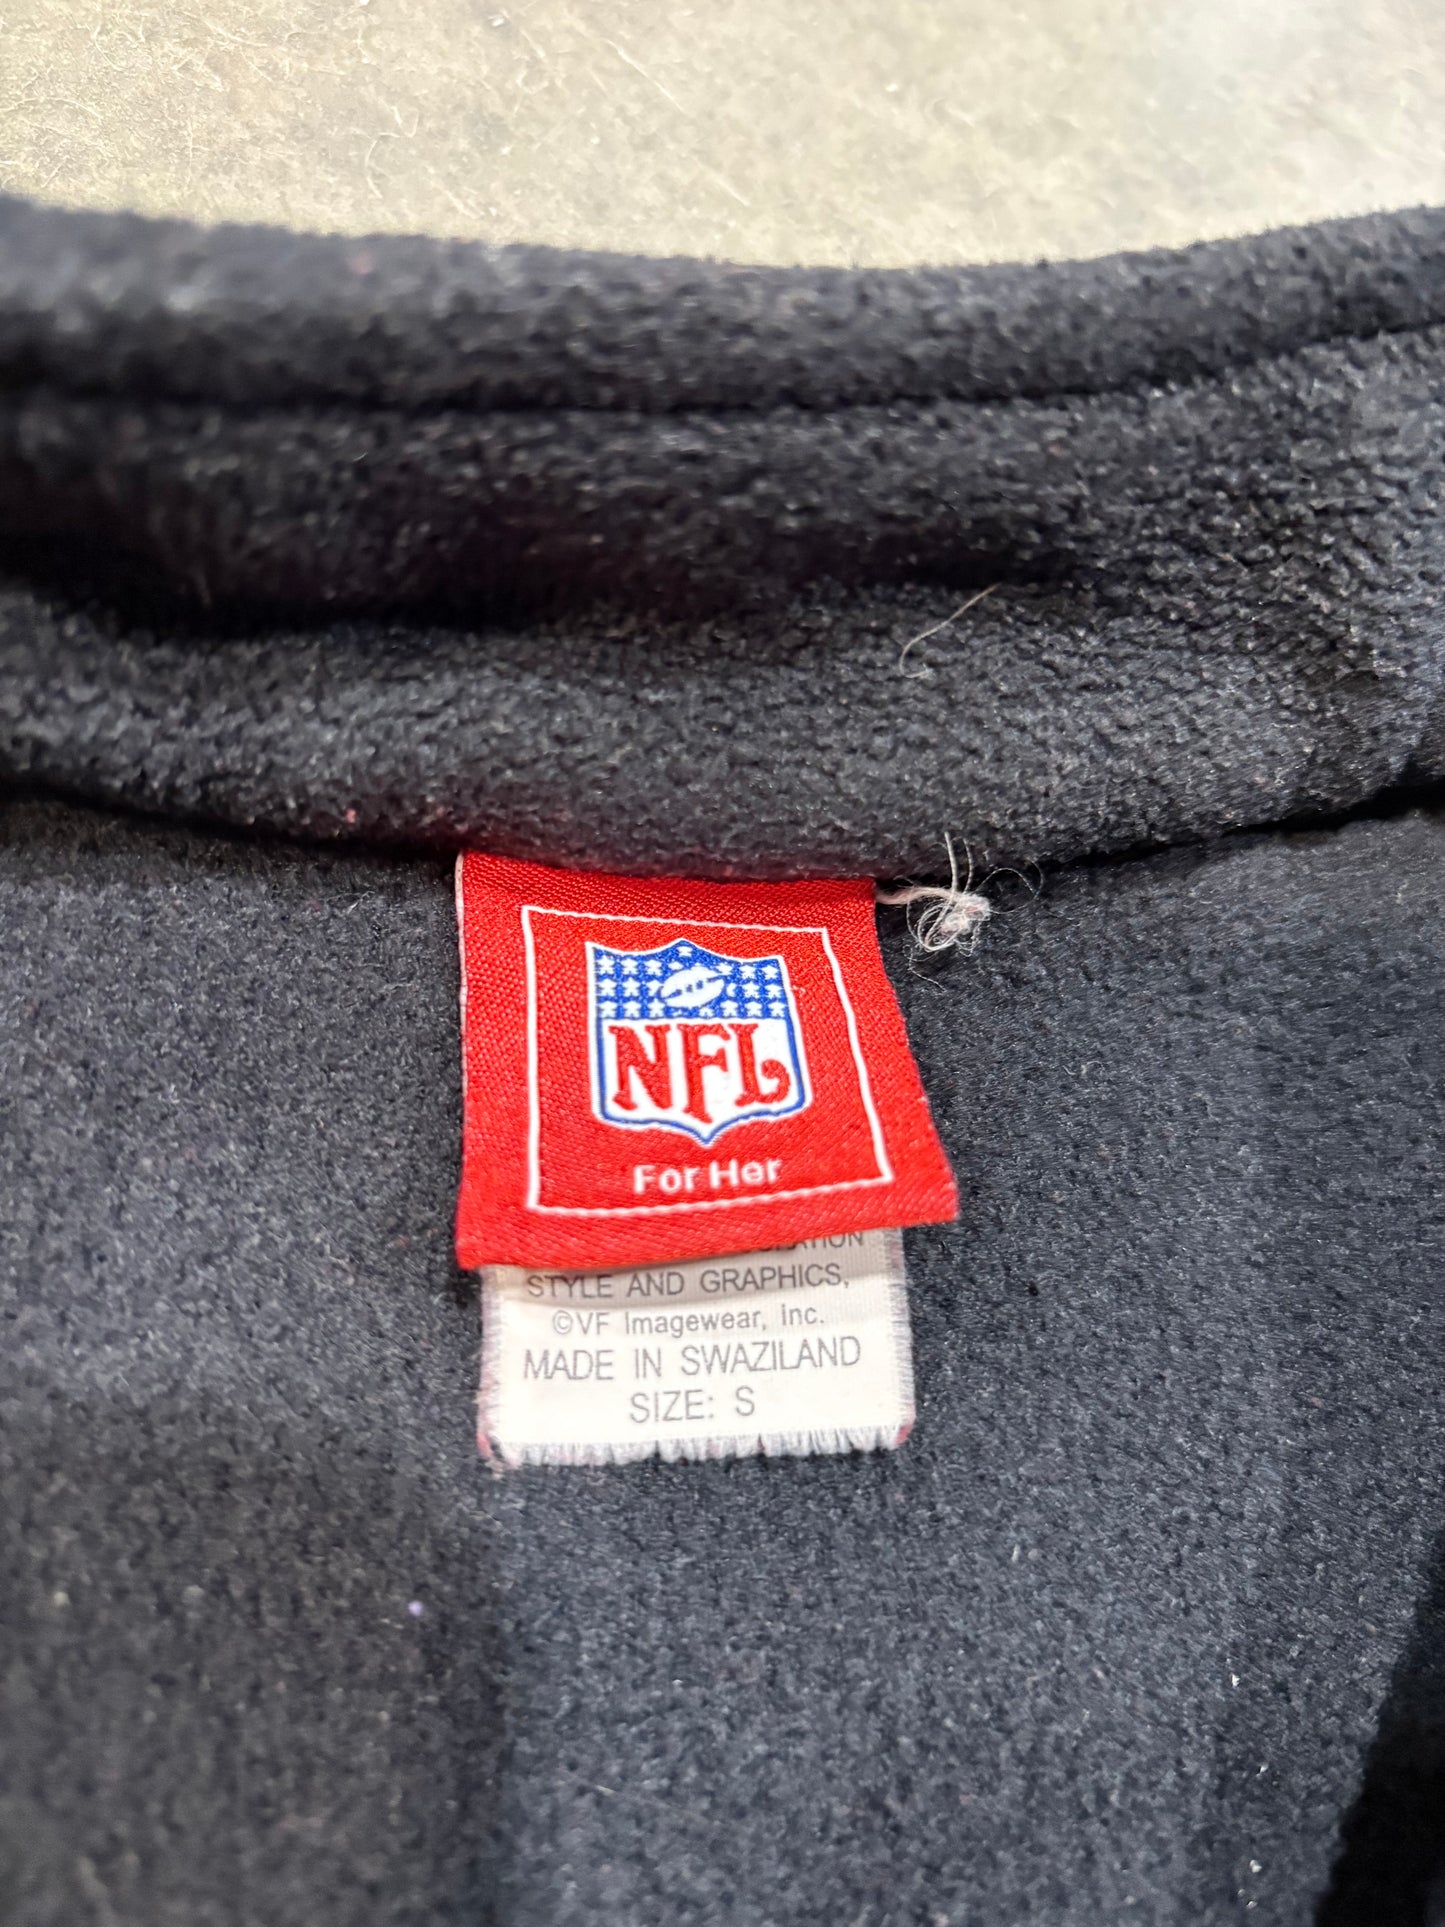 NFL
For Her
STYLE AND GRAPHICS,
©VF Imagewear, Inc.
MADE IN SWAZILAND
SIZE: S